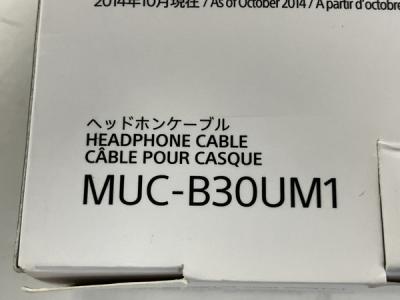 2014年10月現在 / As of October 2014 / À partir d'octobre
ヘッドホンケーブル
HEADPHONE CABLE
CÂBLE POUR CASQUE
MUC-B30UM1